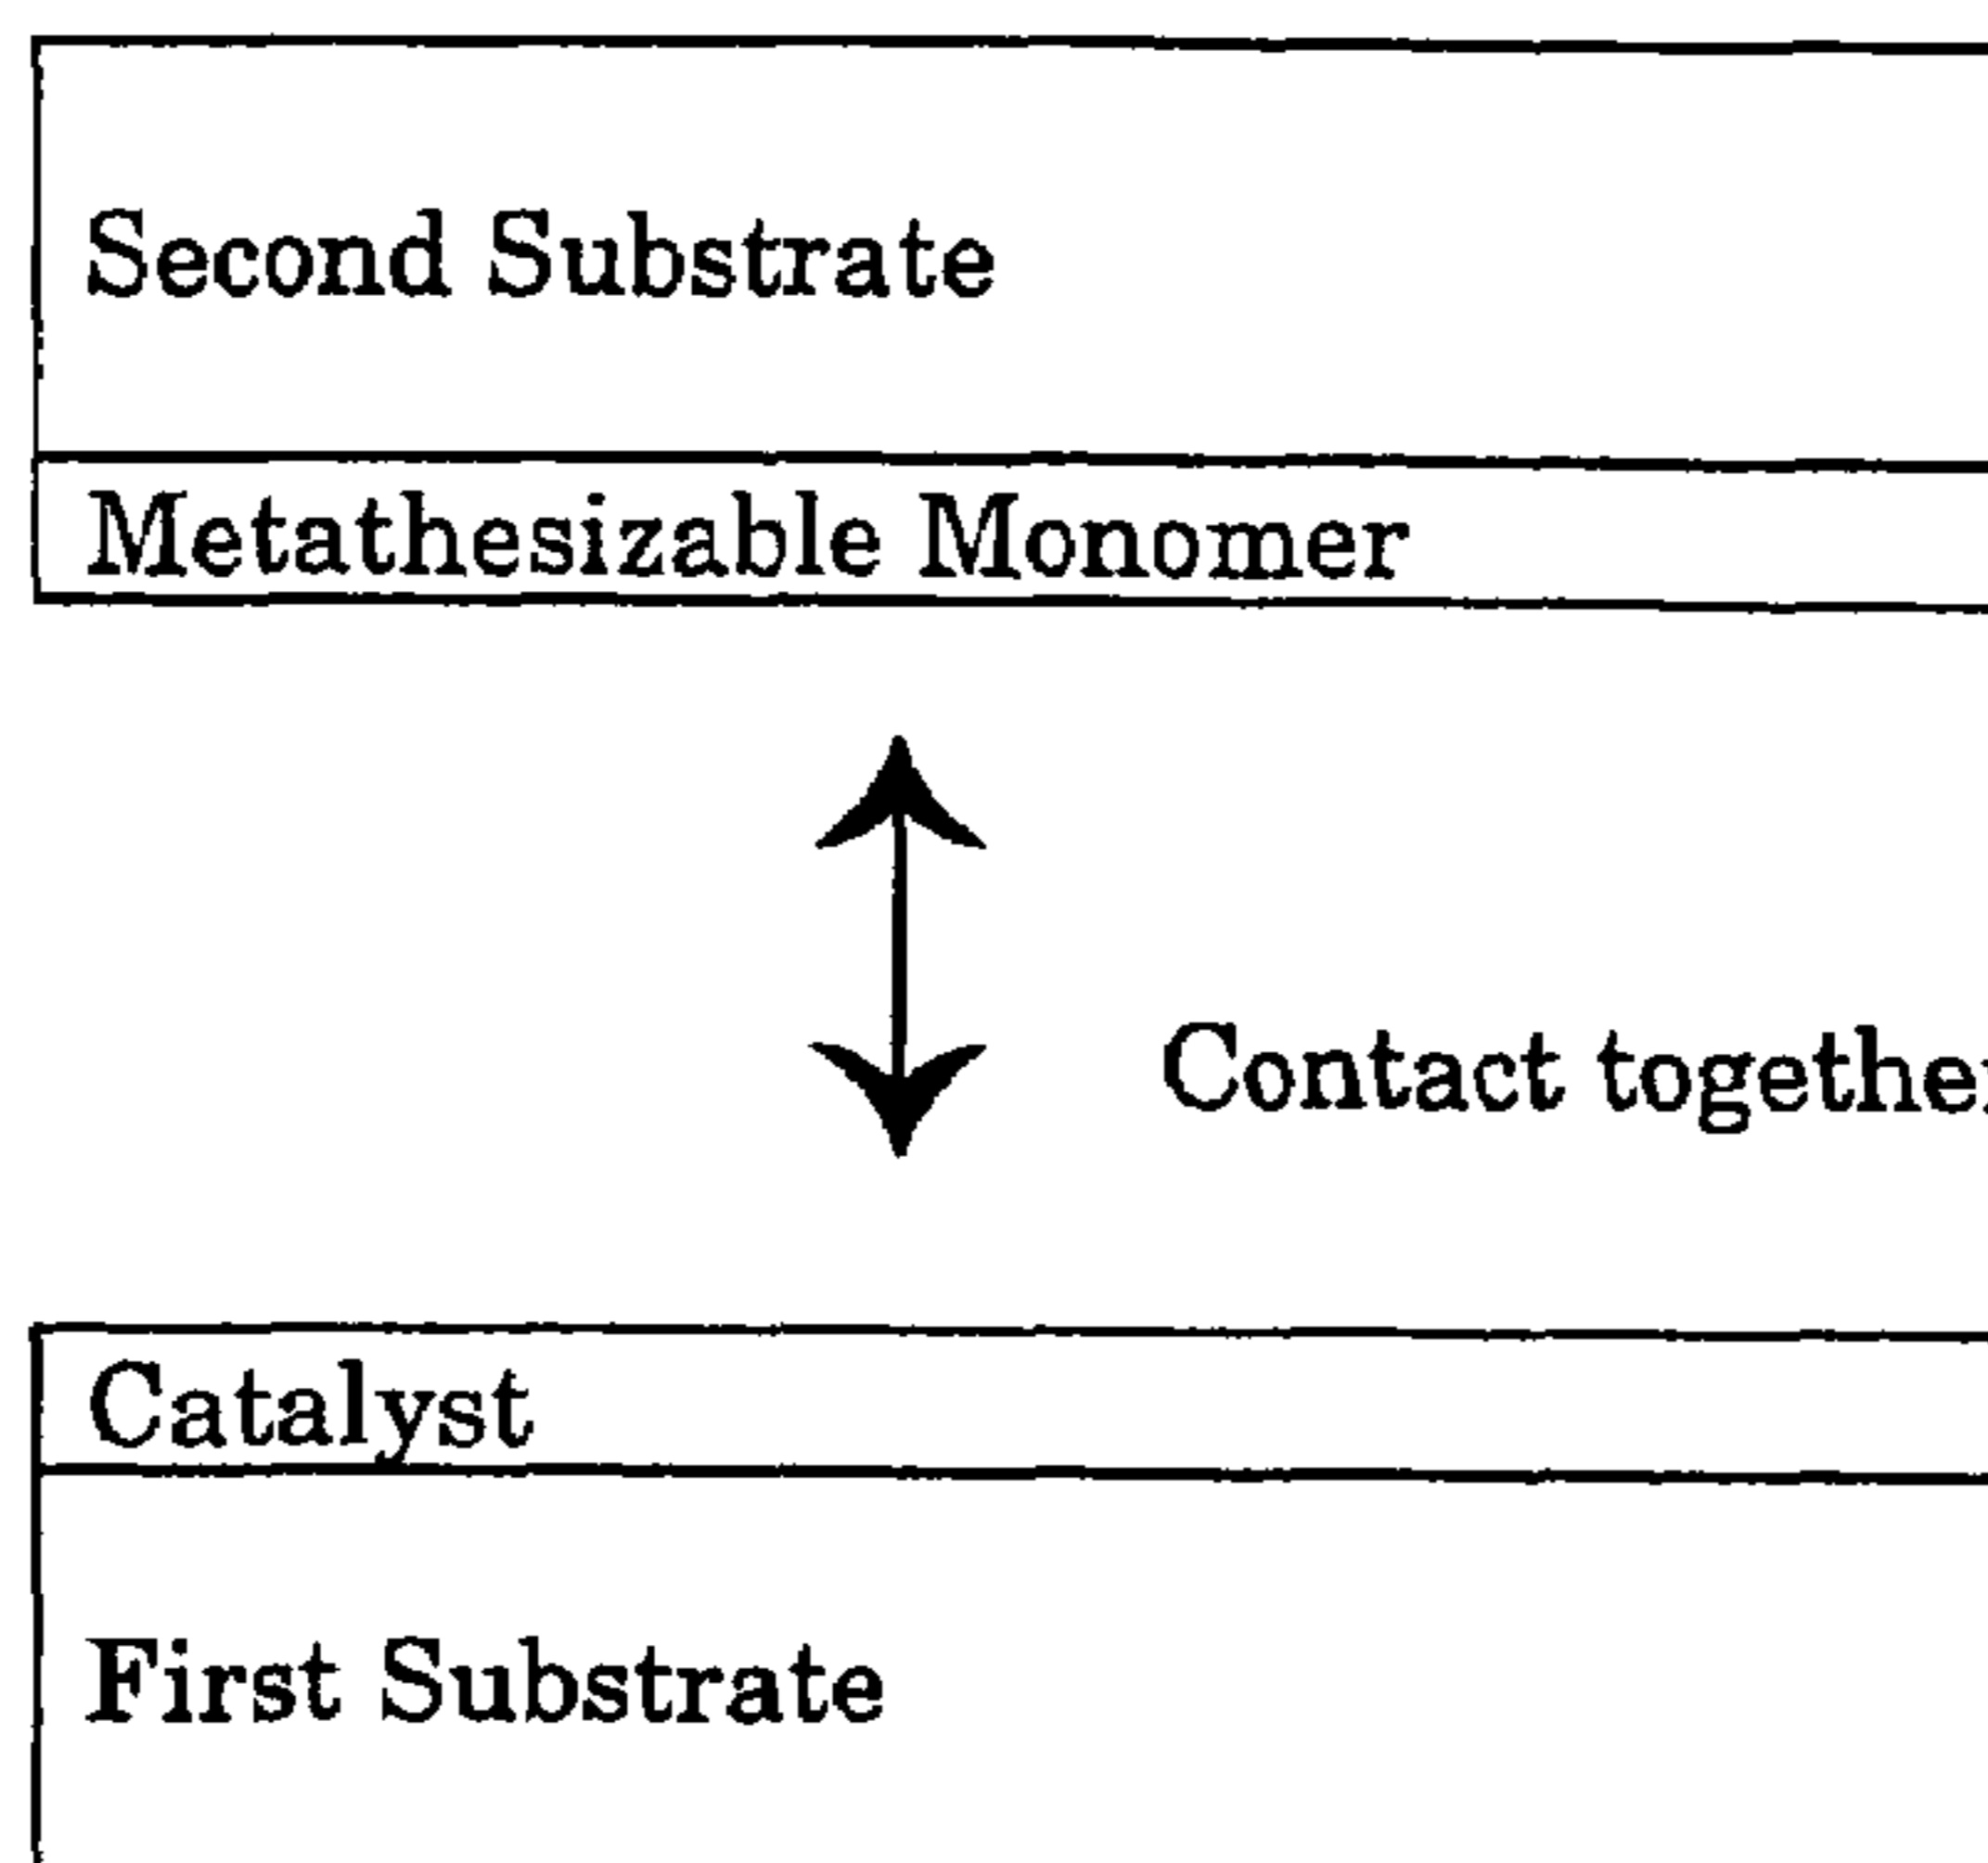 Second Substrate
Metathesizable Monomer
Contact together
Catalyst
First Substrate